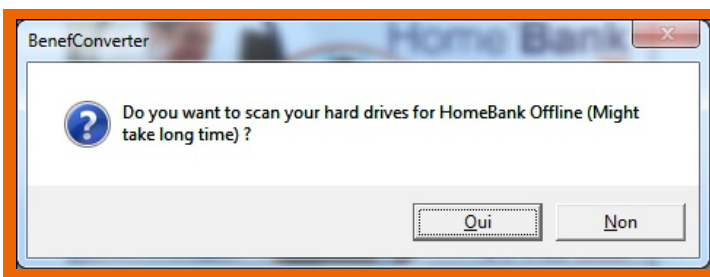 BenefConverter
Home Bank
Do you want to scan your hard drives for HomeBank Offline (Might
take long time) ?
Oui
Non